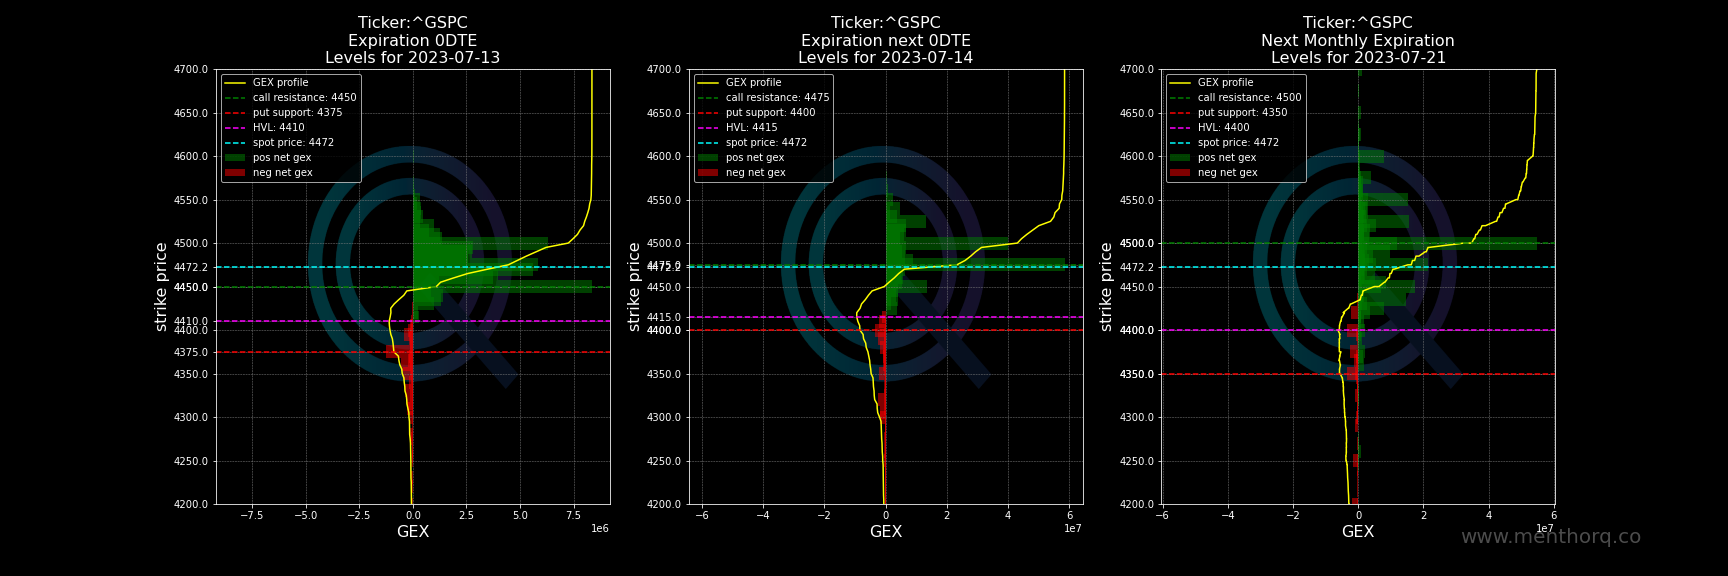 Ticker:^GSPC
Expiration 0DTE
Levels for 2023-07-13
4700.0
4650.0
4600.0
4550.0
4500.0
4472.2
4450.0
4410.0
4400.0
4375.0
4350.0
4300.0
4250.0
4200.0
strike price
GEX profile
call resistance: 4450
put support: 4375
HVL: 4410
spot price: 4472
pos net gex
neg net gex
−7.5 −5.0 −2.5 0.0 2.5 5.0 7.5
1e6
GEX
Ticker:^GSPC
Expiration next 0DTE
Levels for 2023-07-14
4700.0
4650.0
4600.0
4550.0
4500.0
4475.0
4472.2
4450.0
4415.0
4400.0
4350.0
4300.0
4250.0
4200.0
strike price
GEX profile
call resistance: 4475
put support: 4400
HVL: 4415
spot price: 4472
pos net gex
neg net gex
−6 −4 −2 0 2 4 6
1e7
GEX
Ticker:^GSPC
Next Monthly Expiration
Levels for 2023-07-21
4700.0
4650.0
4600.0
4550.0
4500.0
4472.2
4450.0
4400.0
4350.0
4300.0
4250.0
4200.0
strike price
GEX profile
call resistance: 4500
put support: 4350
HVL: 4400
spot price: 4472
pos net gex
neg net gex
−6 −4 −2 0 2 4 6
1e7
GEX
www.menthorq.co